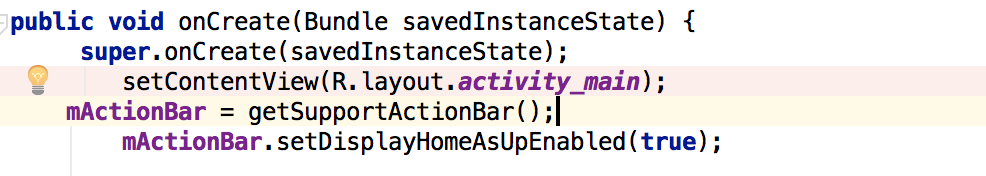 public void onCreate(Bundle savedInstanceState) {
super.onCreate(savedInstanceState);
setContentView(R.layout.activity_main);
mActionBar = getSupportActionBar();
mActionBar.setDisplayHomeAsUpEnabled(true);